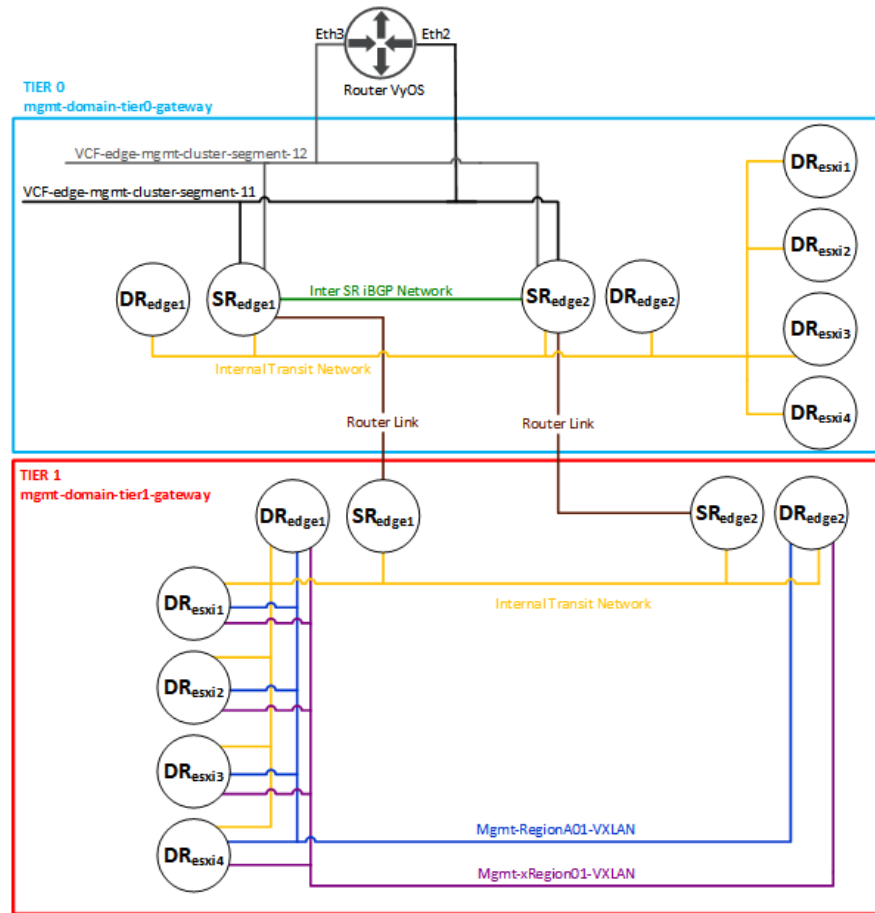 Eth3
Eth2
Router VyOS
TIER 0
mgmt-domain-tier0-gateway
VCF-edge-mgmt-cluster-segment-12
VCF-edge-mgmt-cluster-segment-11
DResxi1
DResxi2
DResxi3
DResxi4
DRedge1
SRedge1
Inter SR iBGP Network
SRedge2
DRedge2
Internal Transit Network
Router Link
Router Link
TIER 1
mgmt-domain-tier1-gateway
DRedge1
SRedge1
SRedge2
DRedge2
DResxi1
Internal Transit Network
DResxi2
DResxi3
DResxi4
Mgmt-RegionA01-VXLAN
Mgmt-xRegion01-VXLAN